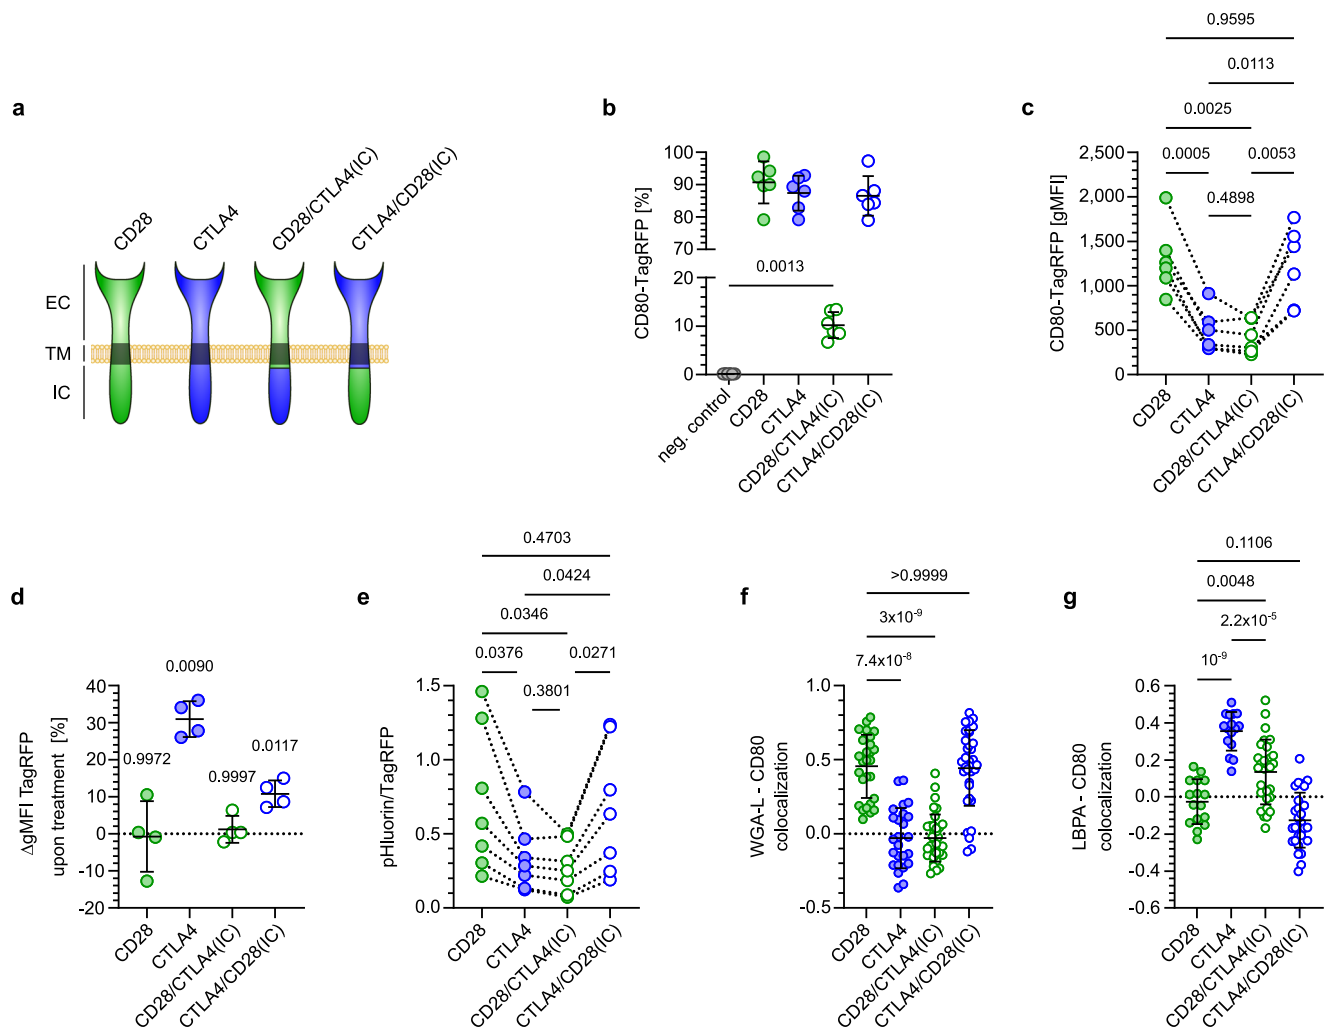 a
CD28
CTLA4
CD28/CTLA4(IC)
CTLA4/CD28(IC)
EC
TM
IC
b
CD80-TagRFP [%]
100
90
80
70
20
10
0
0.0013
neg. control
CD28
CTLA4
CD28/CTLA4(IC)
CTLA4/CD28(IC)
c
0.9595
0.0113
0.0025
0.0005
0.0053
0.4898
CD80-TagRFP [gMFI]
2,500
2,000
1,500
1,000
500
0
CD28
CTLA4
CD28/CTLA4(IC)
CTLA4/CD28(IC)
d
ΔgMFI TagRFP
upon treatment [%]
40
30
20
10
0
-10
-20
0.9972
0.0090
0.9997
0.0117
CD28
CTLA4
CD28/CTLA4(IC)
CTLA4/CD28(IC)
e
0.4703
0.0424
0.0346
0.0376
0.0271
0.3801
pHluorin/TagRFP
1.5
1.0
0.5
0.0
CD28
CTLA4
CD28/CTLA4(IC)
CTLA4/CD28(IC)
f
>0.9999
3x10⁻⁹
7.4x10⁻⁸
WGA-L - CD80
colocalization
1.0
0.5
0.0
-0.5
CD28
CTLA4
CD28/CTLA4(IC)
CTLA4/CD28(IC)
g
0.1106
0.0048
2.2x10⁻⁵
10⁻⁹
LBPA - CD80
colocalization
0.6
0.4
0.2
0.0
-0.2
-0.4
-0.6
CD28
CTLA4
CD28/CTLA4(IC)
CTLA4/CD28(IC)